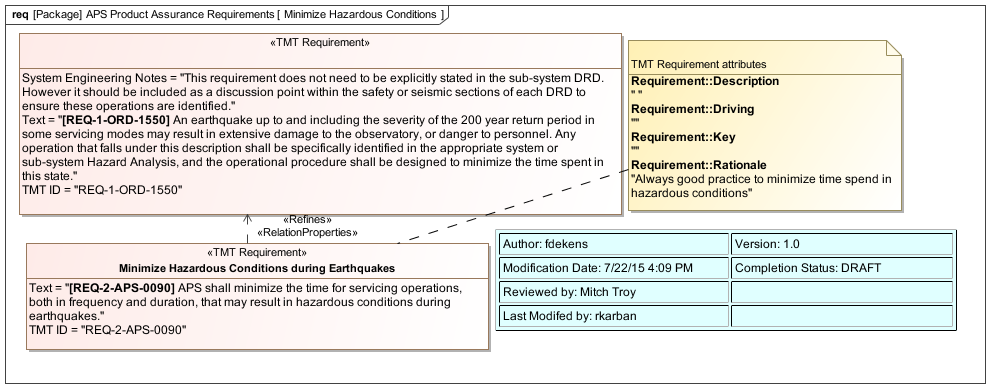 req [Package] APS Product Assurance Requirements [ Minimize Hazardous Conditions ]
«TMT Requirement»
System Engineering Notes = "This requirement does not need to be explicitly stated in the sub-system DRD.
However it should be included as a discussion point within the safety or seismic sections of each DRD to
ensure these operations are identified."
Text = "[REQ-1-ORD-1550] An earthquake up to and including the severity of the 200 year return period in
some servicing modes may result in extensive damage to the observatory, or danger to personnel. Any
operation that falls under this description shall be specifically identified in the appropriate system or
sub-system Hazard Analysis, and the operational procedure shall be designed to minimize the time spent in
this state."
TMT ID = "REQ-1-ORD-1550"
TMT Requirement attributes
Requirement::Description
" "
Requirement::Driving
""
Requirement::Key
""
Requirement::Rationale
"Always good practice to minimize time spend in
hazardous conditions"
«Refines»
«RelationProperties»
«TMT Requirement»
Minimize Hazardous Conditions during Earthquakes
Text = "[REQ-2-APS-0090] APS shall minimize the time for servicing operations,
both in frequency and duration, that may result in hazardous conditions during
earthquakes."
TMT ID = "REQ-2-APS-0090"
Author: fdekens
Version: 1.0
Modification Date: 7/22/15 4:09 PM
Completion Status: DRAFT
Reviewed by: Mitch Troy
Last Modifed by: rkarban